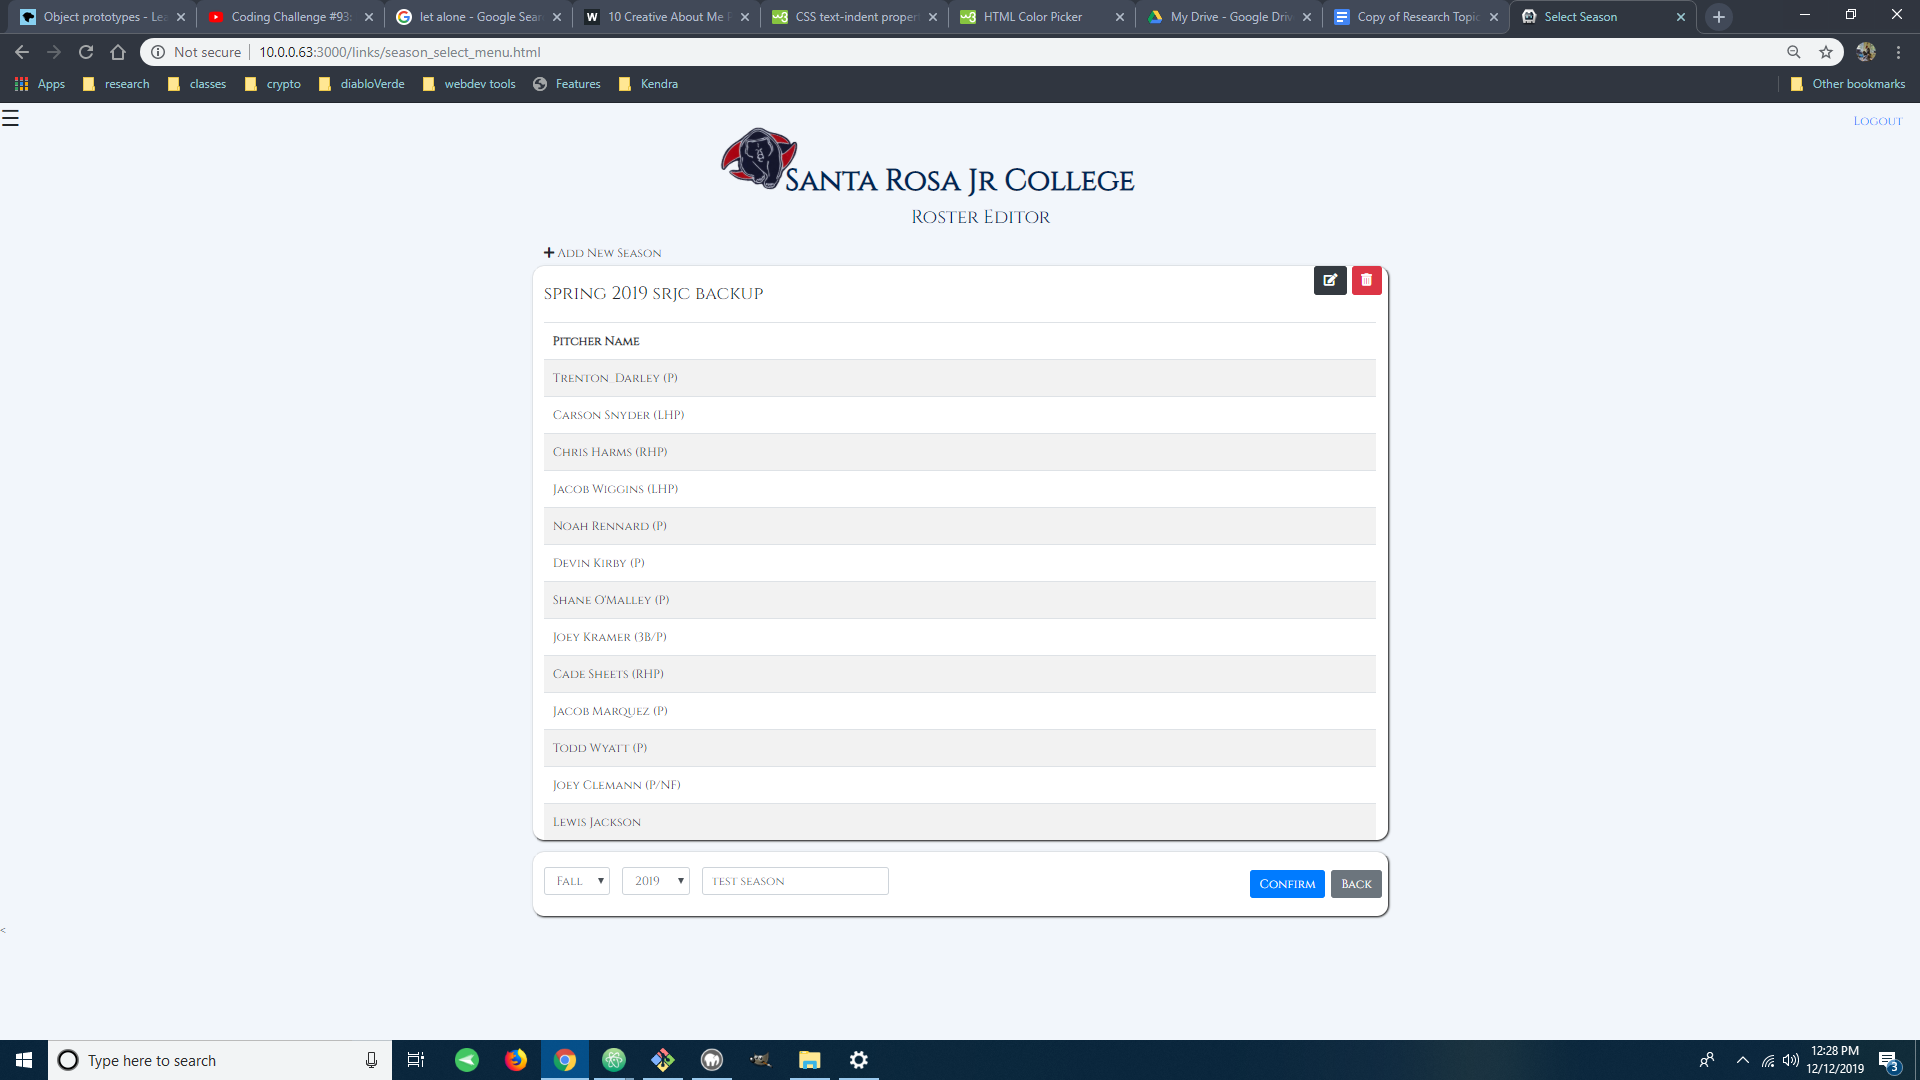 Object prototypes - Lea
Coding Challenge #93:
let alone - Google Sear
10 Creative About Me P
CSS text-indent propert
HTML Color Picker
My Drive - Google Driv
Copy of Research Topic
Select Season
Not secure
10.0.0.63:3000/links/season_select_menu.html
Apps
research
classes
crypto
diabloVerde
webdev tools
Features
Kendra
Other bookmarks
Logout
Santa Rosa Jr College
Roster Editor
Add New Season
spring 2019 srjc backup
Pitcher Name
Trenton_Darley (P)
Carson Snyder (LHP)
Chris Harms (RHP)
Jacob Wiggins (LHP)
Noah Rennard (P)
Devin Kirby (P)
Shane O'Malley (P)
Joey Kramer (3B/P)
Cade Sheets (RHP)
Jacob Marquez (P)
Todd Wyatt (P)
Joey Clemann (P/NF)
Lewis Jackson
Fall
2019
test season
Confirm
Back
<
Type here to search
12:28 PM
12/12/2019
3